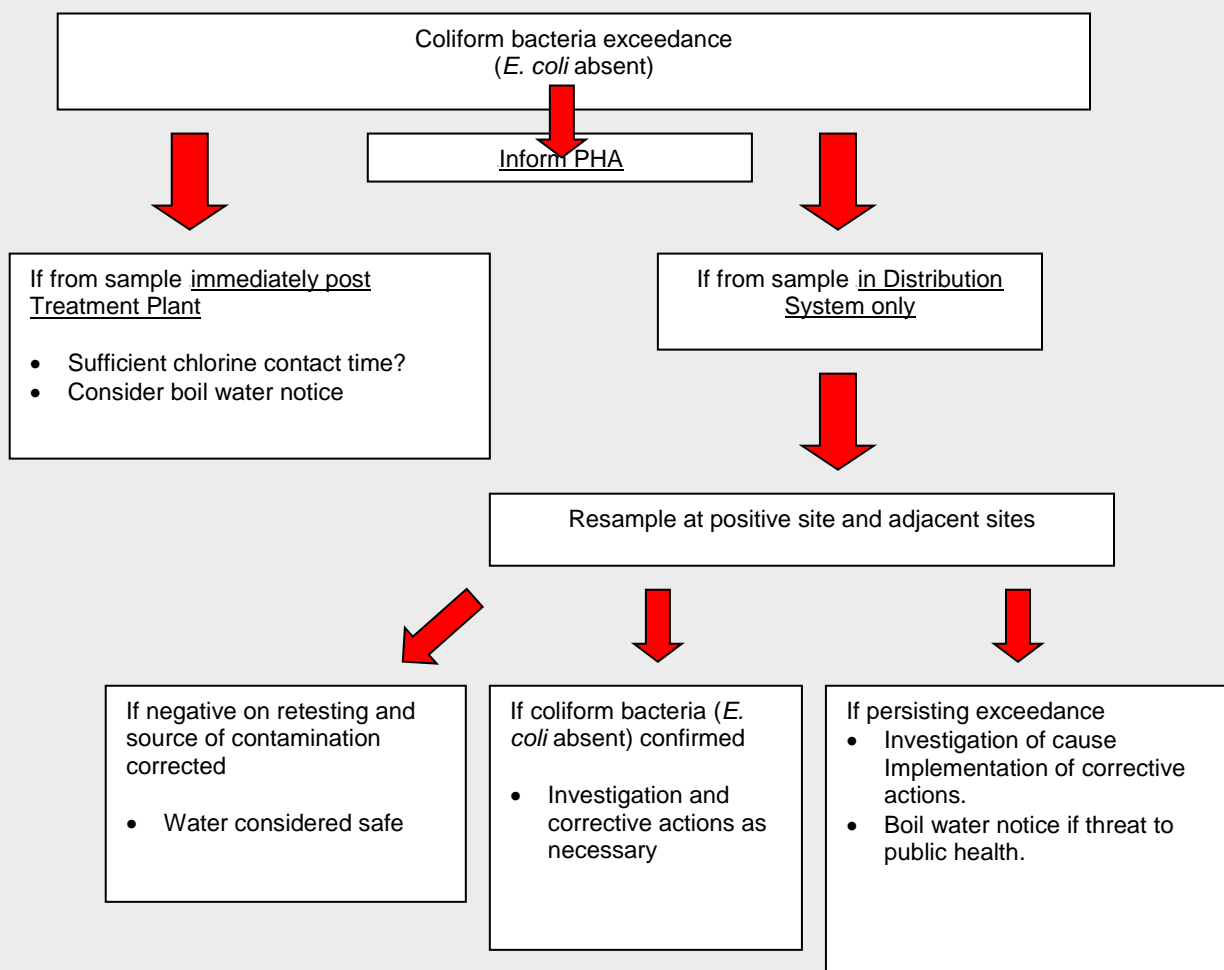 Coliform bacteria exceedance
(E. coli absent)
Inform PHA
If from sample immediately post
Treatment Plant
• Sufficient chlorine contact time?
• Consider boil water notice
If from sample in Distribution
System only
Resample at positive site and adjacent sites
If negative on retesting and
source of contamination
corrected
• Water considered safe
If coliform bacteria (E.
coli absent) confirmed
• Investigation and
corrective actions as
necessary
If persisting exceedance
• Investigation of cause
Implementation of corrective
actions.
• Boil water notice if threat to
public health.